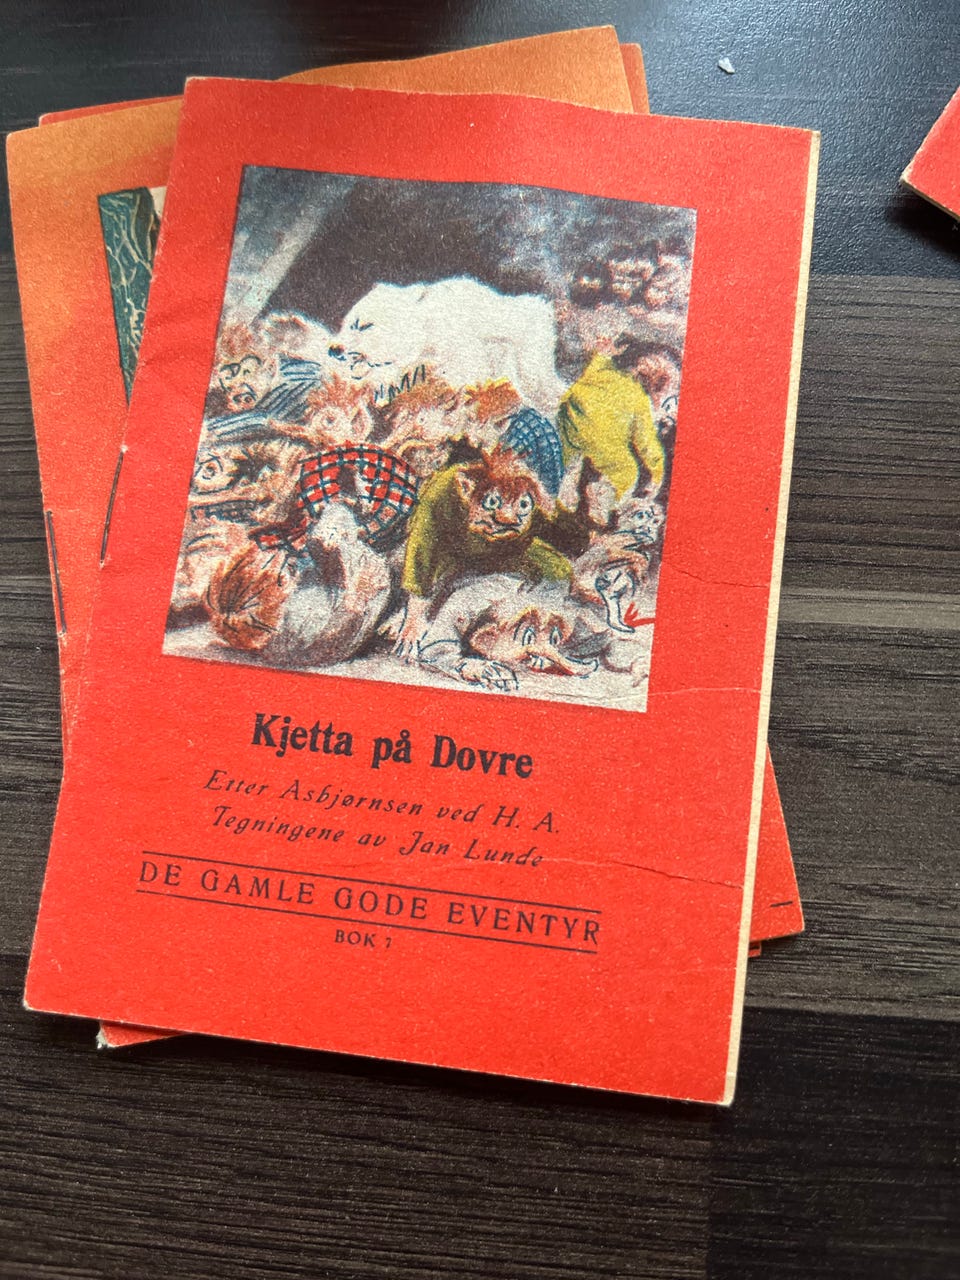 Kjetta på Dovre
Etter Asbjørnsen ved H. A.
Tegningene av Jan Lunde
DE GAMLE GODE EVENTYR
BOK 7